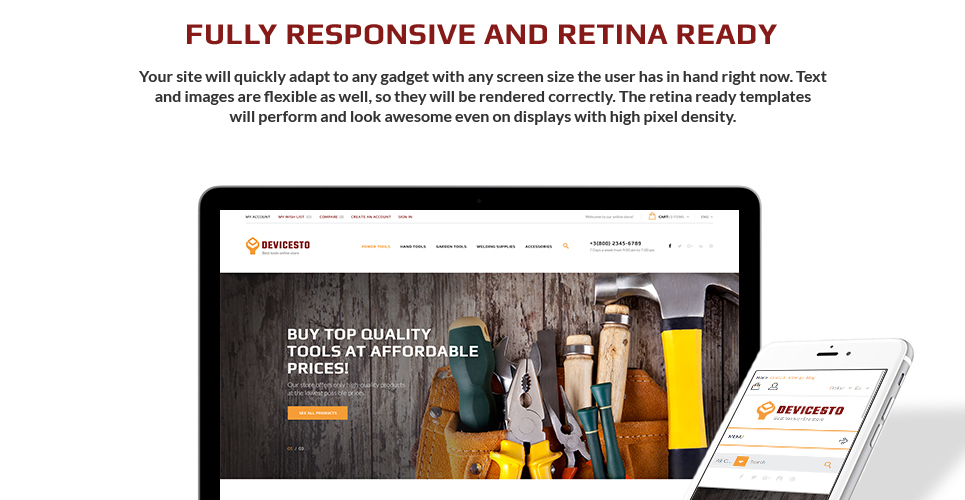 FULLY RESPONSIVE AND RETINA READY
Your site will quickly adapt to any gadget with any screen size the user has in hand right now. Text
and images are flexible as well, so they will be rendered correctly. The retina ready templates
will perform and look awesome even on displays with high pixel density.
MY ACCOUNT MY WISH LIST (0) COMPARE (0) CREATE AN ACCOUNT SIGN IN Welcome to our online store! CART: 0 ITEMS ENG
DEVICESTO
Best tools online store
POWER TOOLS HAND TOOLS GARDEN TOOLS WELDING SUPPLIES ACCESSORIES
+3(800) 2345-6789
7 Days a week from 9:00 am to 7:00 pm
BUY TOP QUALITY
TOOLS AT AFFORDABLE
PRICES!
Our store offers only high-quality products
at the lowest possible prices.
SEE ALL PRODUCTS
01 / 03
DEVICESTO
MENU
Search